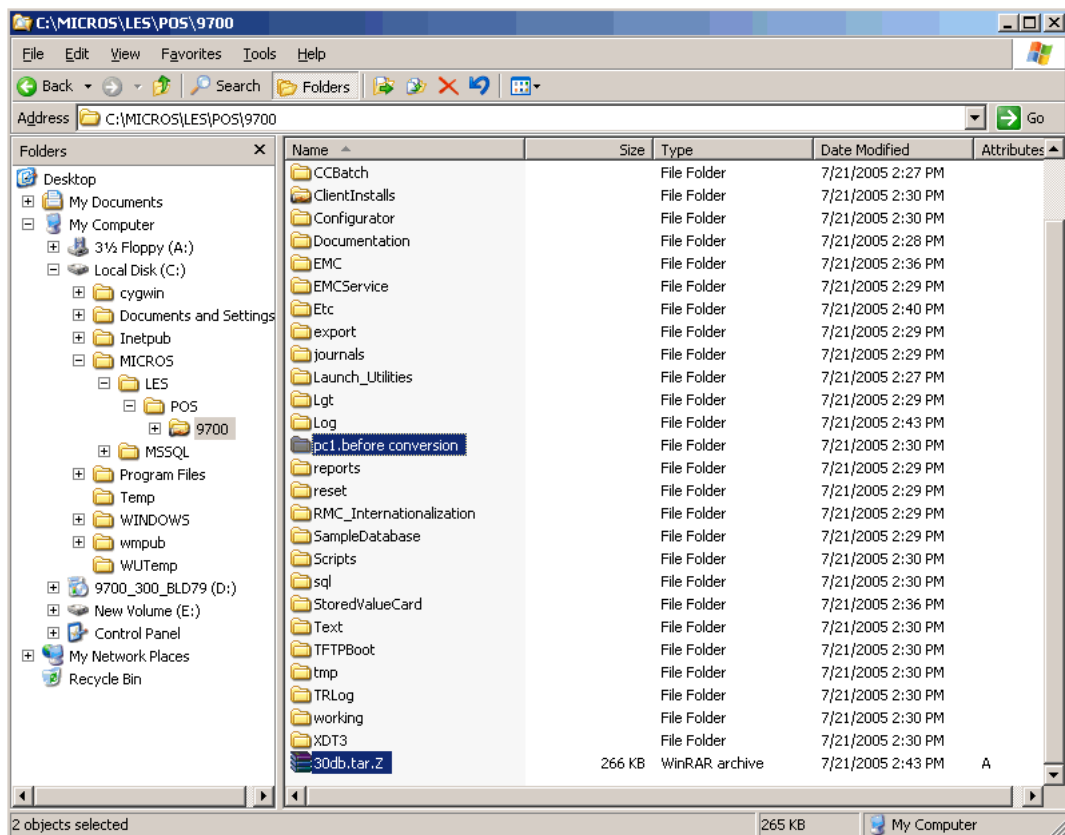 C:\MICROS\LES\POS\9700
File Edit View Favorites Tools Help
Back Search Folders
Address C:\MICROS\LES\POS\9700 Go
Folders
Desktop
My Documents
My Computer
3½ Floppy (A:)
Local Disk (C:)
cygwin
Documents and Settings
Inetpub
MICROS
LES
POS
9700
MSSQL
Program Files
Temp
WINDOWS
wmpub
WUTemp
9700_300_BLD79 (D:)
New Volume (E:)
Control Panel
My Network Places
Recycle Bin
Name Size Type Date Modified Attributes
CCBatch File Folder 7/21/2005 2:27 PM
ClientInstalls File Folder 7/21/2005 2:30 PM
Configurator File Folder 7/21/2005 2:30 PM
Documentation File Folder 7/21/2005 2:28 PM
EMC File Folder 7/21/2005 2:36 PM
EMCService File Folder 7/21/2005 2:29 PM
Etc File Folder 7/21/2005 2:40 PM
export File Folder 7/21/2005 2:29 PM
journals File Folder 7/21/2005 2:29 PM
Launch_Utilities File Folder 7/21/2005 2:27 PM
Lgt File Folder 7/21/2005 2:29 PM
Log File Folder 7/21/2005 2:43 PM
pc1.before conversion File Folder 7/21/2005 2:30 PM
reports File Folder 7/21/2005 2:29 PM
reset File Folder 7/21/2005 2:29 PM
RMC_Internationalization File Folder 7/21/2005 2:29 PM
SampleDatabase File Folder 7/21/2005 2:29 PM
Scripts File Folder 7/21/2005 2:30 PM
sql File Folder 7/21/2005 2:30 PM
StoredValueCard File Folder 7/21/2005 2:36 PM
Text File Folder 7/21/2005 2:30 PM
TFTPBoot File Folder 7/21/2005 2:30 PM
tmp File Folder 7/21/2005 2:30 PM
TRLog File Folder 7/21/2005 2:30 PM
working File Folder 7/21/2005 2:30 PM
XDT3 File Folder 7/21/2005 2:30 PM
30db.tar.Z 266 KB WinRAR archive 7/21/2005 2:43 PM A
2 objects selected 265 KB My Computer